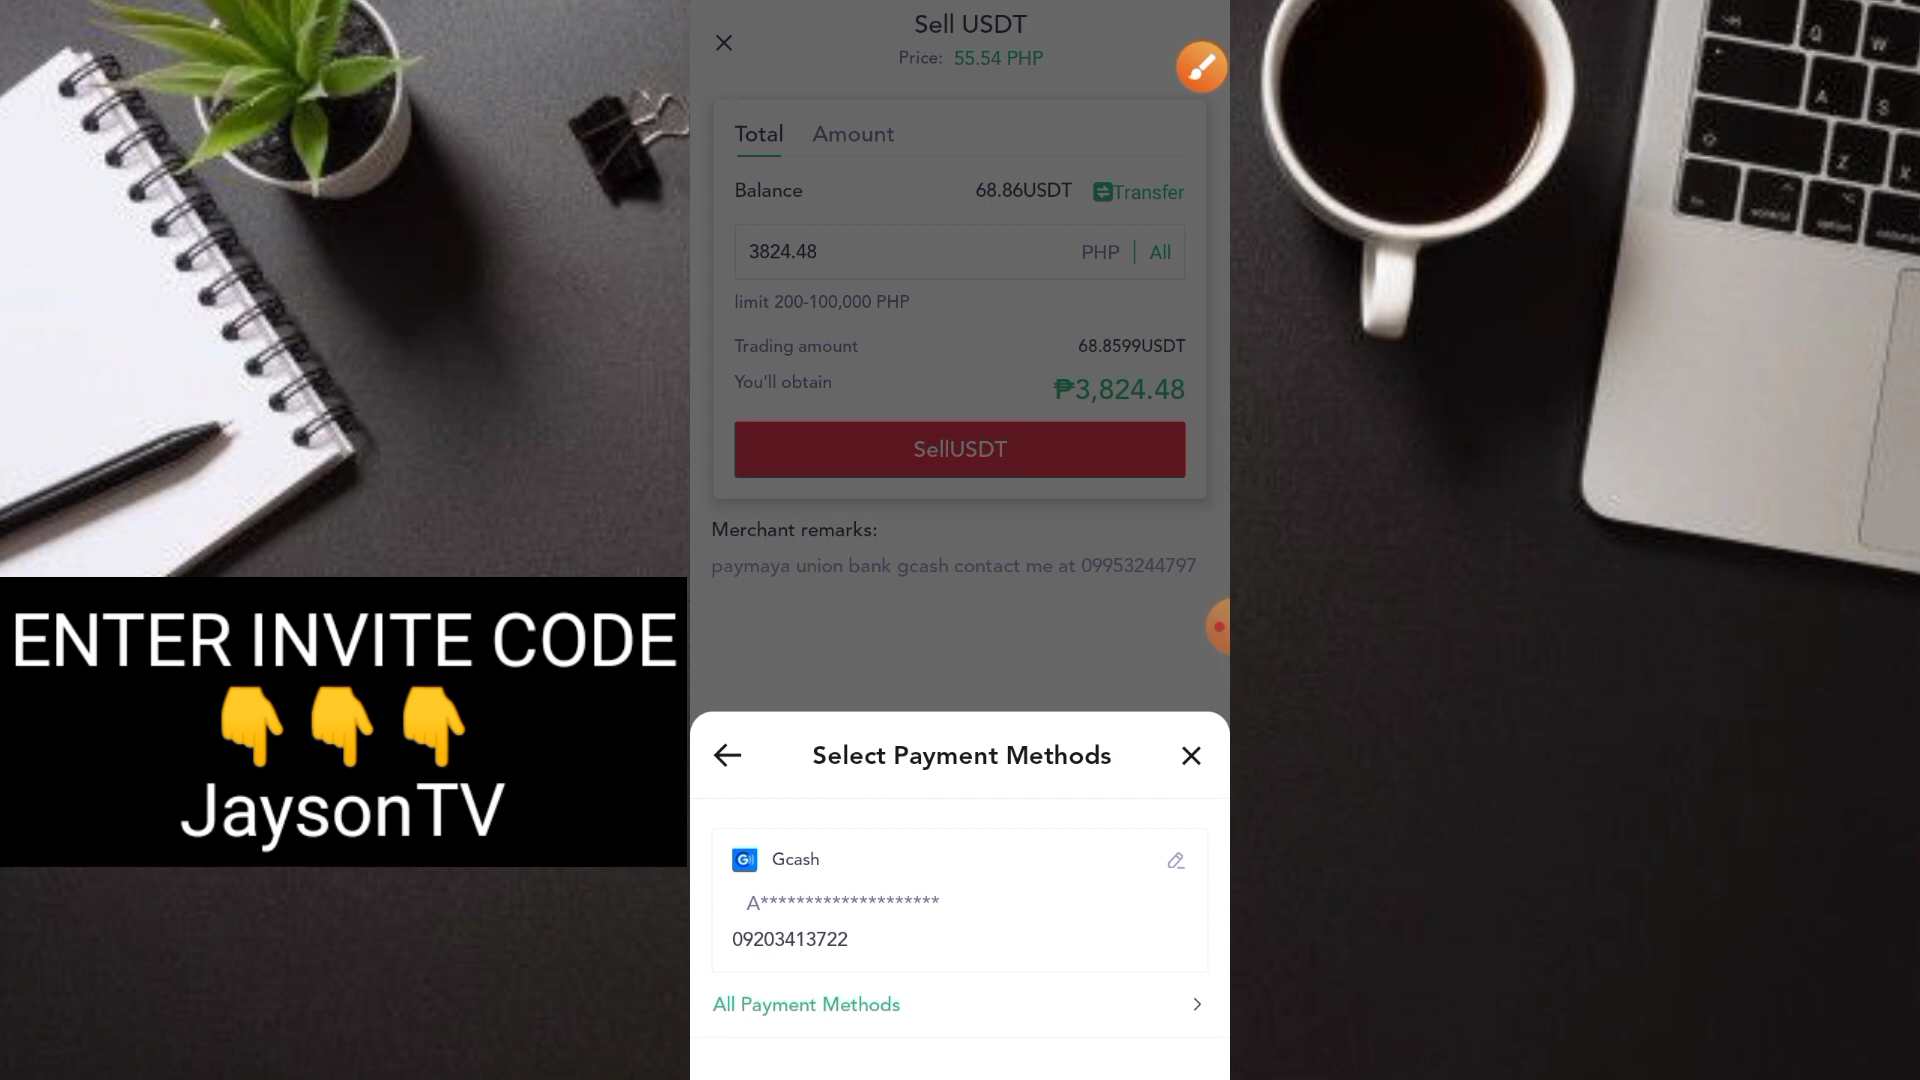 Sell USDT
Price: 55.54 PHP
Total Amount
Balance 68.86USDT Transfer
3824.48 PHP All
limit 200-100,000 PHP
Trading amount 68.8599USDT
You'll obtain ₱3,824.48
SellUSDT
Merchant remarks:
paymaya union bank gcash contact me at 09953244797
ENTER INVITE CODE
👇👇👇
JaysonTV
Select Payment Methods
G Gcash
A********************
09203413722
All Payment Methods
Q W
A S
Z X